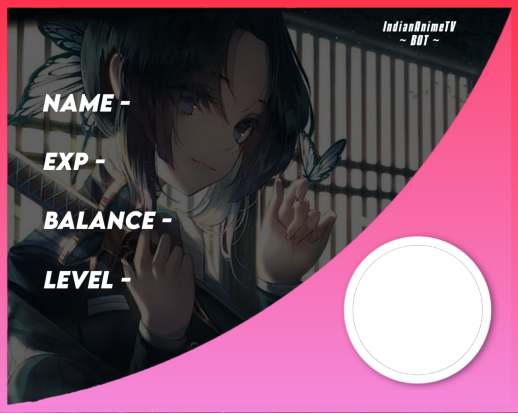 IndianAnimeTV
~ BOT ~
NAME -
EXP -
BALANCE -
LEVEL -